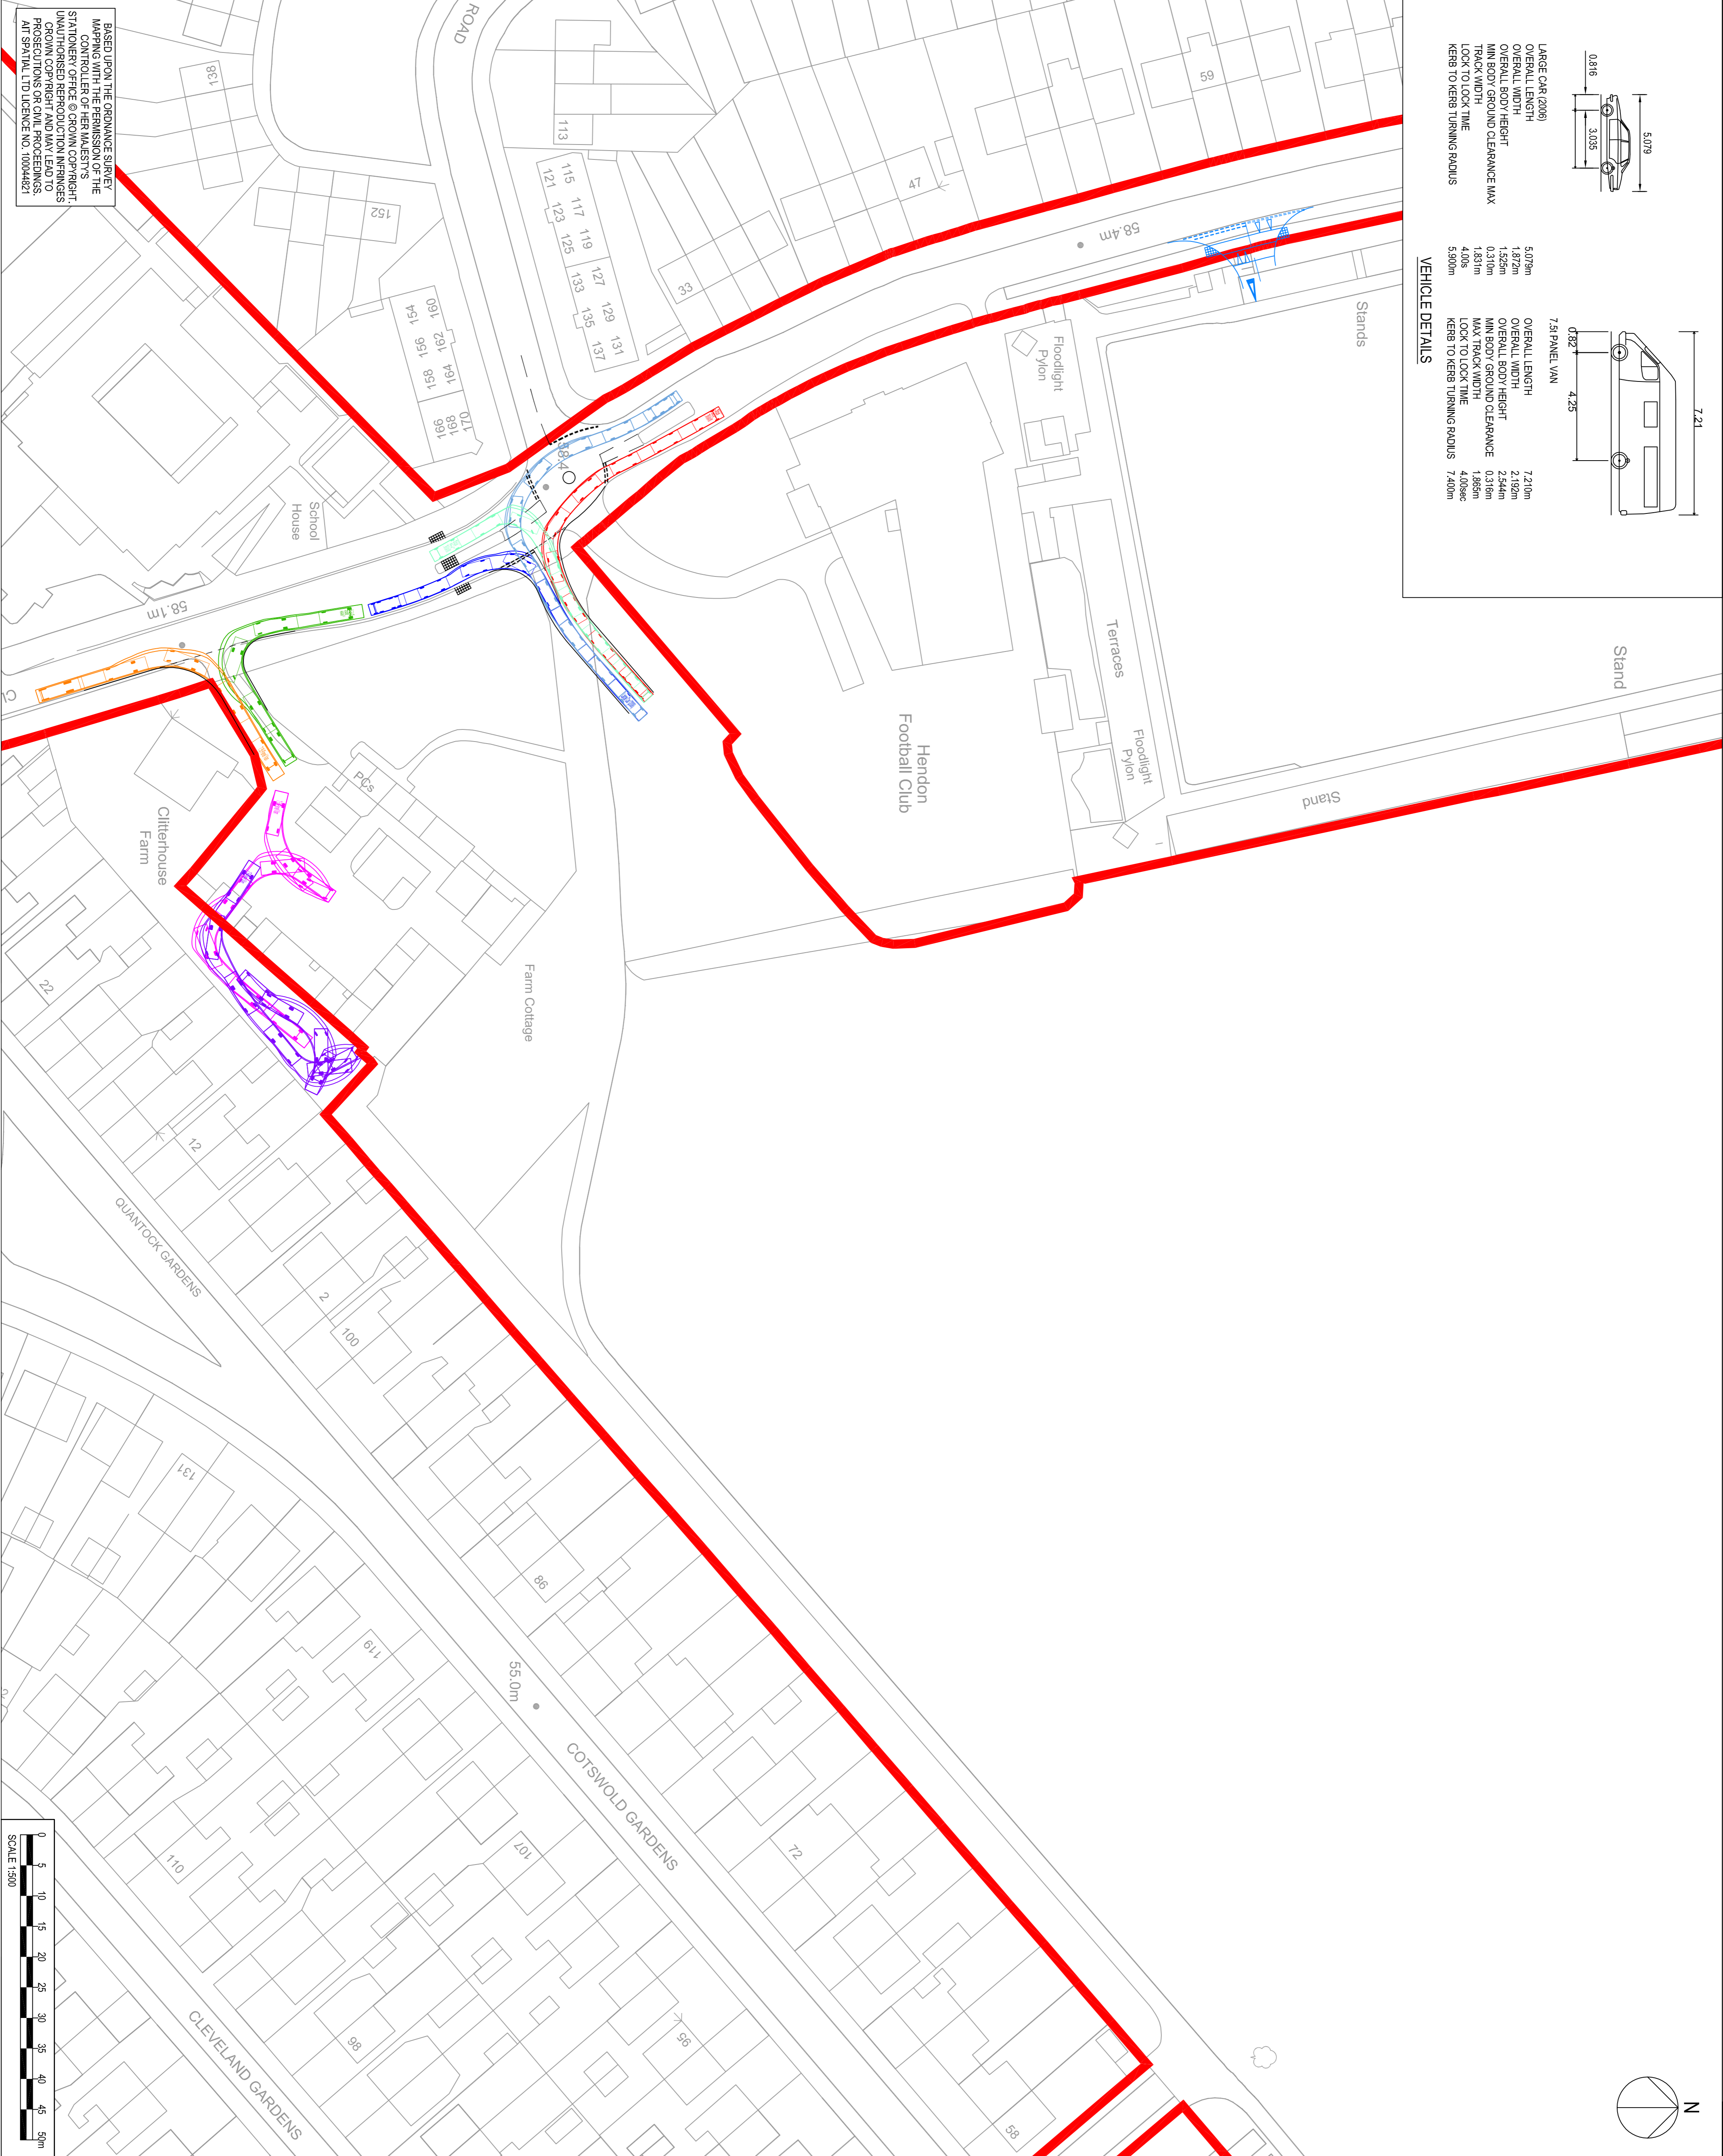 5.079
0.816
3.035
LARGE CAR (2006)
OVERALL LENGTH 5.079m
OVERALL WIDTH 1.872m
OVERALL BODY HEIGHT 1.525m
MIN BODY GROUND CLEARANCE MAX 0.310m
TRACK WIDTH 1.831m
LOCK TO LOCK TIME 4.00s
KERB TO KERB TURNING RADIUS 5.900m
7.21
0.82
4.25
7.5t PANEL VAN
OVERALL LENGTH 7.210m
OVERALL WIDTH 2.192m
OVERALL BODY HEIGHT 2.544m
MIN BODY GROUND CLEARANCE 0.316m
MAX TRACK WIDTH 1.865m
LOCK TO LOCK TIME 4.00sec
KERB TO KERB TURNING RADIUS 7.400m
VEHICLE DETAILS
N
Stand
Stands
Stand
58.4m
Floodlight
Pylon
Terraces
Floodlight
Pylon
Hendon
Football Club
59
47
33
ROAD
113
115
117
119
121
123
125
127
129
131
133
135
137
138
152
160
162
164
154
156
158
170
168
166
58.4
School
House
58.1m
Cl
PCs
Clitterhouse
Farm
Farm Cottage
22
12
2
100
QUANTOCK GARDENS
131
119
86
55.0m
COTSWOLD GARDENS
72
107
110
98
95
58
CLEVELAND GARDENS
BASED UPON THE ORDNANCE SURVEY
MAPPING WITH THE PERMISSION OF THE
CONTROLLER OF HER MAJESTY'S
STATIONERY OFFICE © CROWN COPYRIGHT.
UNAUTHORISED REPRODUCTION INFRINGES
CROWN COPYRIGHT AND MAY LEAD TO
PROSECUTIONS OR CIVIL PROCEEDINGS.
AIT SPATIAL LTD LICENCE NO. 100044821
0 5 10 15 20 25 30 35 40 45 50m
SCALE 1:500